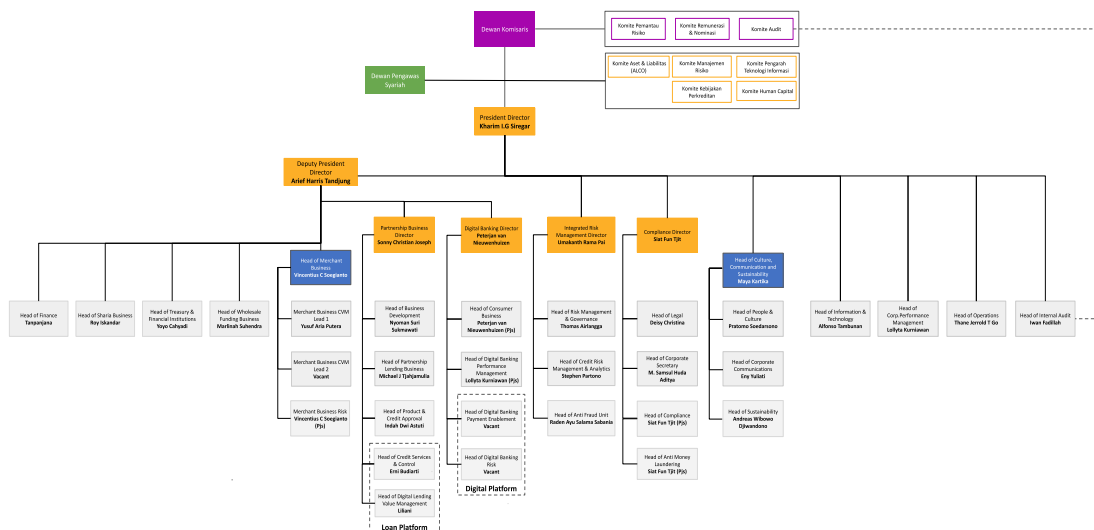 Dewan Komisaris
Komite Pemantau
Risiko
Komite Remunerasi
& Nominasi
Komite Audit
Dewan Pengawas
Syariah
Komite Aset & Liabilitas
(ALCO)
Komite Manajemen
Risiko
Komite Pengarah
Teknologi Informasi
Komite Kebijakan
Perkreditan
Komite Human Capital
President Director
Kharim I.G Siregar
Deputy President
Director
Arief Harris Tandjung
Partnership Business
Director
Sonny Christian Joseph
Digital Banking Director
Peterjan van
Nieuwenhuizen
Integrated Risk
Management Director
Umakanth Rama Pai
Compliance Director
Siat Fun Tjit
Head of Merchant
Business
Vincentius C Soegianto
Head of Culture,
Communication and
Sustainability
Maya Kartika
Head of Finance
Tanpanjana
Head of Sharia Business
Roy Iskandar
Head of Treasury &
Financial Institutions
Yoyo Cahyadi
Head of Wholesale
Funding Business
Marlinah Suhendra
Merchant Business CVM
Lead 1
Yusuf Aria Putera
Head of Business
Development
Nyoman Suri
Sukmawati
Head of Consumer
Business
Peterjan van
Nieuwenhuizen (Pjs)
Head of Risk Management
& Governance
Thomas Airlangga
Head of Legal
Deisy Christina
Head of People &
Culture
Pratomo Soedarsono
Head of Information &
Technology
Alfonso Tambunan
Head of
Corp.Performance
Management
Lollyta Kurniawan
Head of Operations
Thane Jerrold T Go
Head of Internal Audit
Iwan Fadillah
Merchant Business CVM
Lead 2
Vacant
Head of Partnership
Lending Business
Michael J Tjahjamulia
Head of Digital Banking
Performance
Management
Lollyta Kurniawan (Pjs)
Head of Credit Risk
Management & Analytics
Stephen Partono
Head of Corporate
Secretary
M. Samsul Huda
Aditya
Head of Corporate
Communications
Eny Yuliati
Merchant Business Risk
Vincentius C Soegianto
(Pjs)
Head of Product &
Credit Approval
Indah Dwi Astuti
Head of Digital Banking
Payment Enablement
Vacant
Head of Anti Fraud Unit
Raden Ayu Salama Sabania
Head of Compliance
Siat Fun Tjit (Pjs)
Head of Sustainability
Andreas Wibowo
Djiwandono
Head of Credit Services
& Control
Erni Budiarti
Head of Digital Banking
Risk
Vacant
Head of Anti Money
Laundering
Siat Fun Tjit (Pjs)
Digital Platform
Head of Digital Lending
Value Management
Liliani
Loan Platform